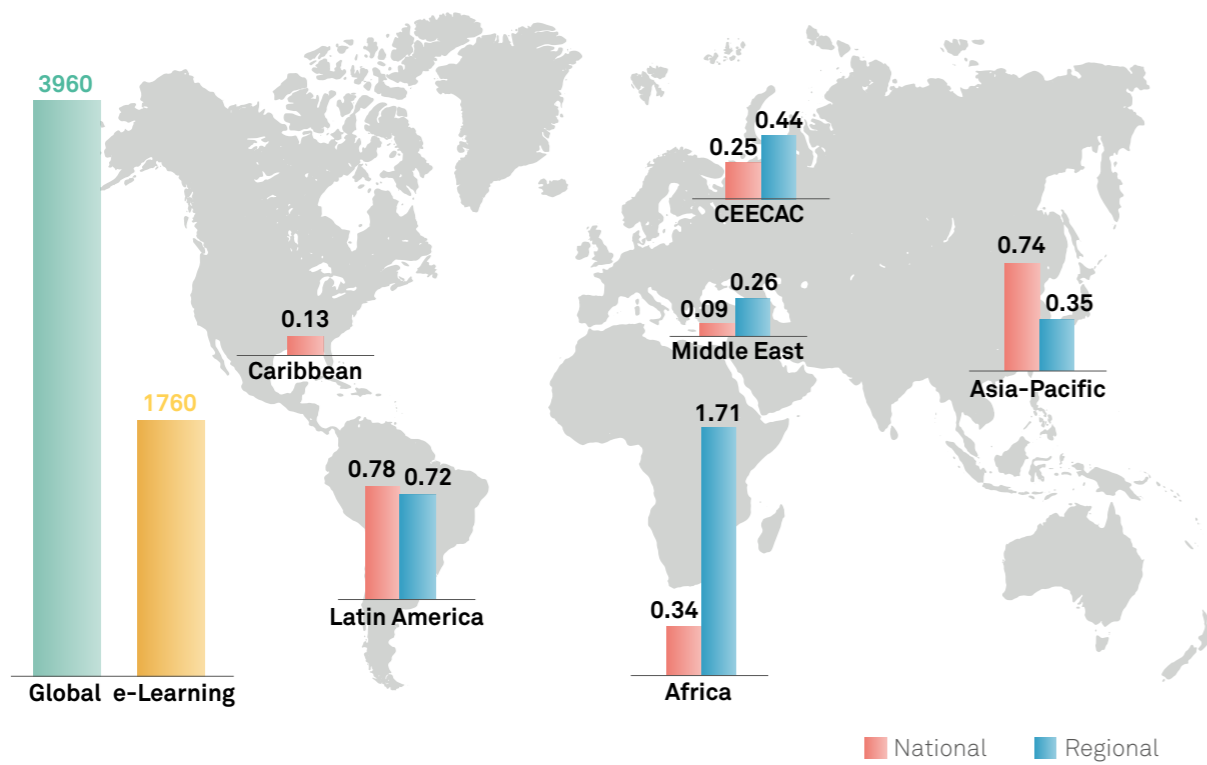 3960
1760
Global
e-Learning
0.13
Caribbean
0.78
0.72
Latin America
0.25
0.44
CEECAC
0.09
0.26
Middle East
0.34
1.71
Africa
0.74
0.35
Asia-Pacific
National
Regional